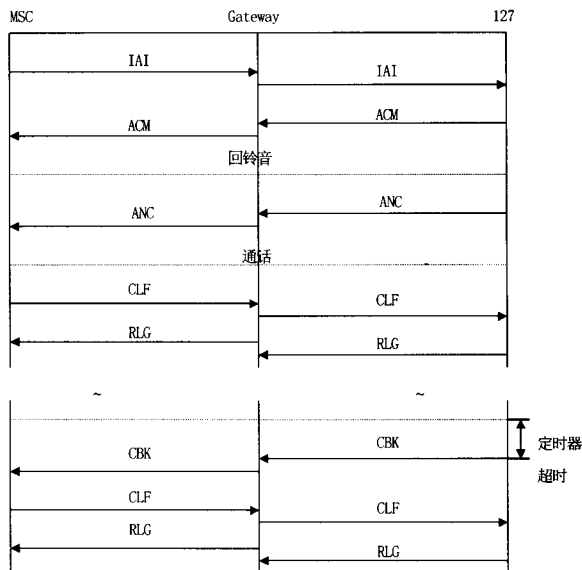 MSC Gateway 127
IAI
IAI
ACM
ACM
回铃音
ANC
ANC
通话
CLF
CLF
RLG
RLG
~ ~
CBK
CBK
定时器
超时
CLF
CLF
RLG
RLG